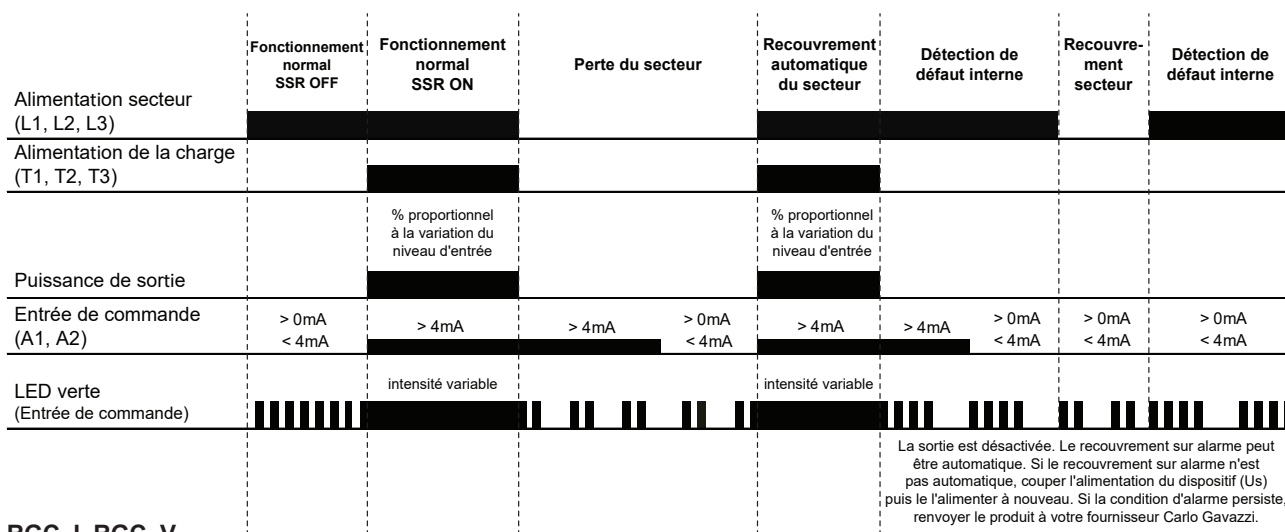 Fonctionnement
normal
SSR OFF
Fonctionnement
normal
SSR ON
Perte du secteur
Recouvrement
automatique
du secteur
Détection de
défaut interne
Recouvre-
ment
secteur
Détection de
défaut interne
Alimentation secteur
(L1, L2, L3)
Alimentation de la charge
(T1, T2, T3)
% proportionnel
à la variation du
niveau d'entrée
% proportionnel
à la variation du
niveau d'entrée
Puissance de sortie
Entrée de commande
(A1, A2)
> 0mA
< 4mA
> 4mA
> 4mA
> 0mA
< 4mA
> 4mA
> 4mA
> 0mA
< 4mA
> 0mA
< 4mA
> 0mA
< 4mA
LED verte
(Entrée de commande)
intensité variable
intensité variable
La sortie est désactivée. Le recouvrement sur alarme peut
être automatique. Si le recouvrement sur alarme n'est
pas automatique, couper l'alimentation du dispositif (Us)
puis le l'alimenter à nouveau. Si la condition d'alarme persiste,
renvoyer le produit à votre fournisseur Carlo Gavazzi.